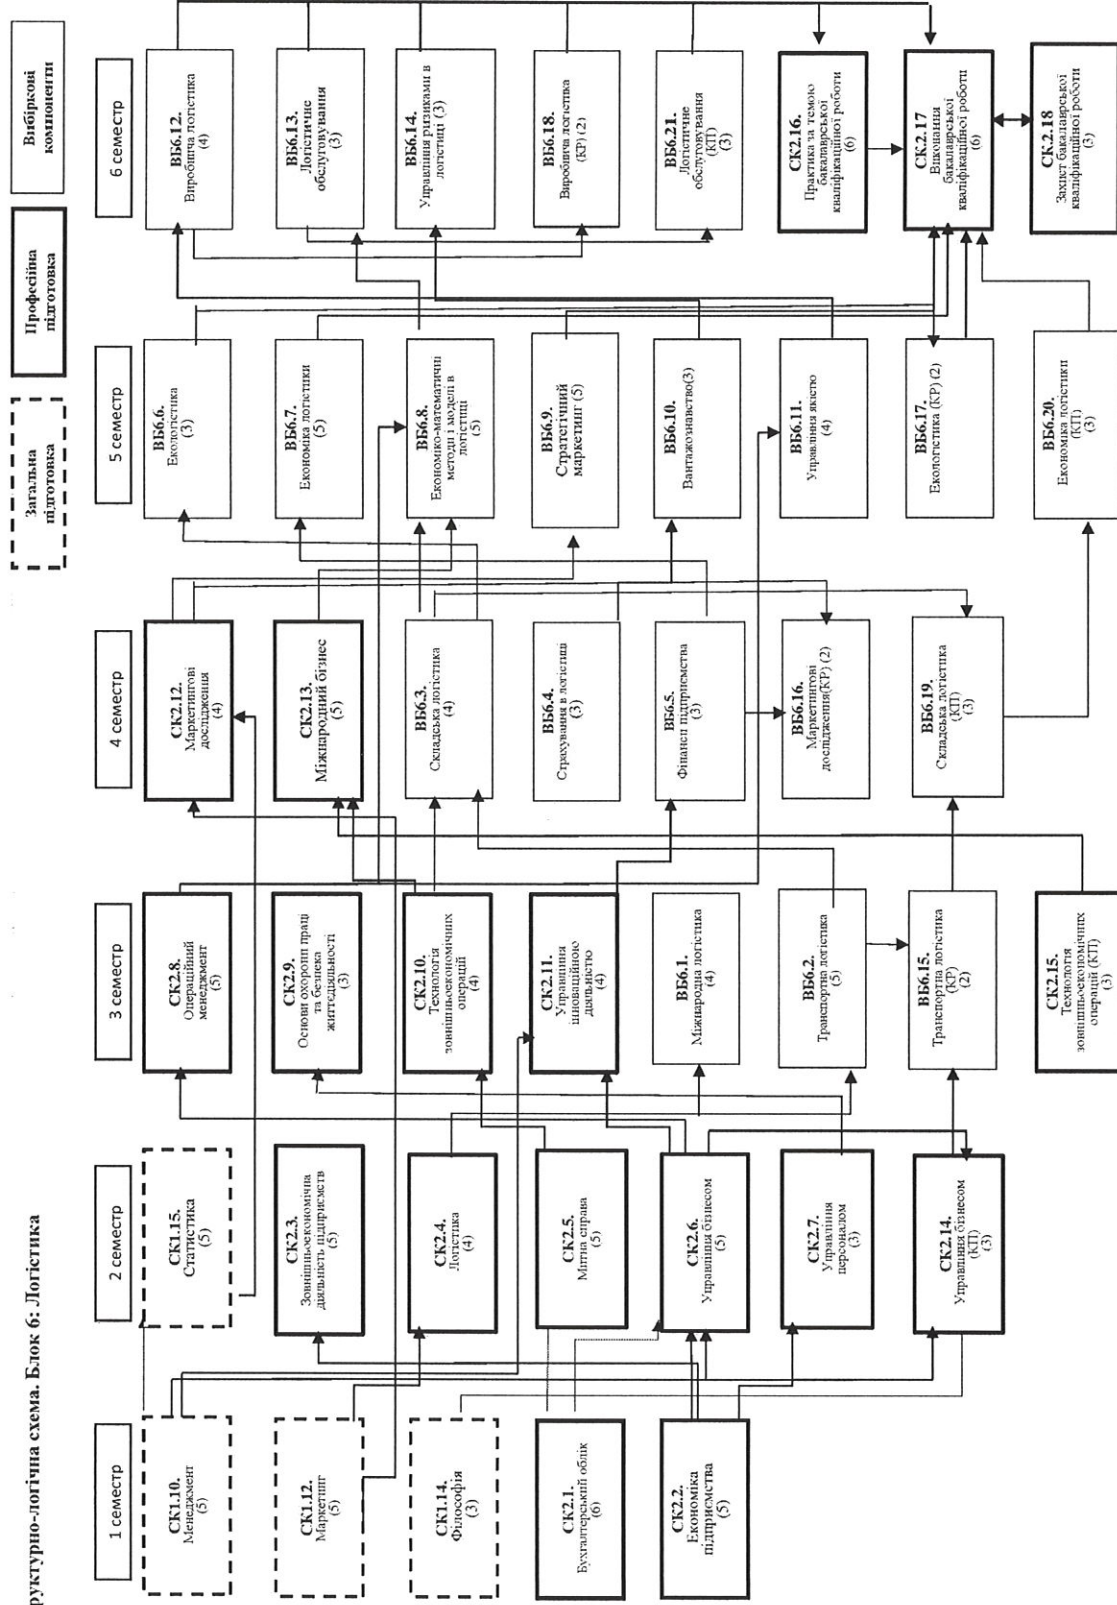 руктурно-логічна схема. Блок 6: Логістика
Загальна
підготовка
Професійна
підготовка
Вибіркові
компоненти
1 семестр
СК1.10.
Менеджмент
(5)
СК1.12.
Маркетинг
(5)
СК1.14.
Філософія
(3)
СК2.1.
Бухгалтерський облік
(6)
СК2.2.
Економіка
підприємства
(5)
2 семестр
СК1.15.
Статистика
(5)
СК2.3.
Зовнішньоекономічна
діяльність підприємств
(5)
СК2.4.
Логістика
(4)
СК2.5.
Митна справа
(5)
СК2.6.
Управління бізнесом
(5)
СК2.7.
Управління
персоналом
(3)
СК2.14.
Управління бізнесом
(КП)
(3)
3 семестр
СК2.8.
Операційний
менеджмент
(5)
СК2.9.
Основи охорони праці
та безпека
життєдіяльності
(3)
СК2.10.
Технологія
зовнішньоекономічних
операцій
(4)
СК2.11.
Управління
інноваційною
діяльністю
(4)
ВБ6.1.
Міжнародна логістика
(4)
ВБ6.2.
Транспортна логістика
(5)
ВБ6.15.
Транспортна логістика
(КР)
(2)
СК2.15.
Технологія
зовнішньоекономічних
операцій (КП)
(3)
4 семестр
СК2.12.
Маркетингові
дослідження
(4)
СК2.13.
Міжнародний бізнес
(5)
ВБ6.3.
Складська логістика
(4)
ВБ6.4.
Страхування в логістиці
(3)
ВБ6.5.
Фінанси підприємства
(3)
ВБ6.16.
Маркетингові
дослідження(КР) (2)
ВБ6.19.
Складська логістика
(КП)
(3)
5 семестр
ВБ6.6.
Екологістика
(3)
ВБ6.7.
Економіка логістики
(5)
ВБ6.8.
Економіко-математичні
методи і моделі в
логістиці
(5)
ВБ6.9.
Стратегічний
маркетинг (5)
ВБ6.10.
Вантажознавство(3)
ВБ6.11.
Управління якістю
(4)
ВБ6.17.
Екологістика (КР) (2)
ВБ6.20.
Економіка логістики
(КП)
(3)
6 семестр
ВБ6.12.
Виробнича логістика
(4)
ВБ6.13.
Логістичне
обслуговування
(3)
ВБ6.14.
Управління ризиками в
логістиці (3)
ВБ6.18.
Виробнича логістика
(КР) (2)
ВБ6.21.
Логістичне
обслуговування
(КП)
(3)
СК2.16.
Практика за темою
бакалаврської
кваліфікаційної роботи
(6)
СК2.17
Виконання
бакалаврської
кваліфікаційної роботи
(6)
СК2.18
Захист бакалаврської
кваліфікаційної роботи
(3)